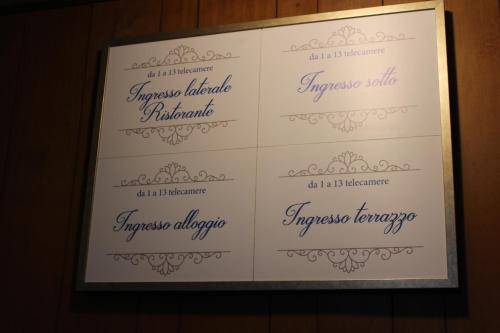 da 1 a 13 telecamere
Ingresso laterale
Ristorante
da 1 a 13 telecamere
Ingresso sotto
da 1 a 13 telecamere
Ingresso alloggio
da 1 a 13 telecamere
Ingresso terrazzo